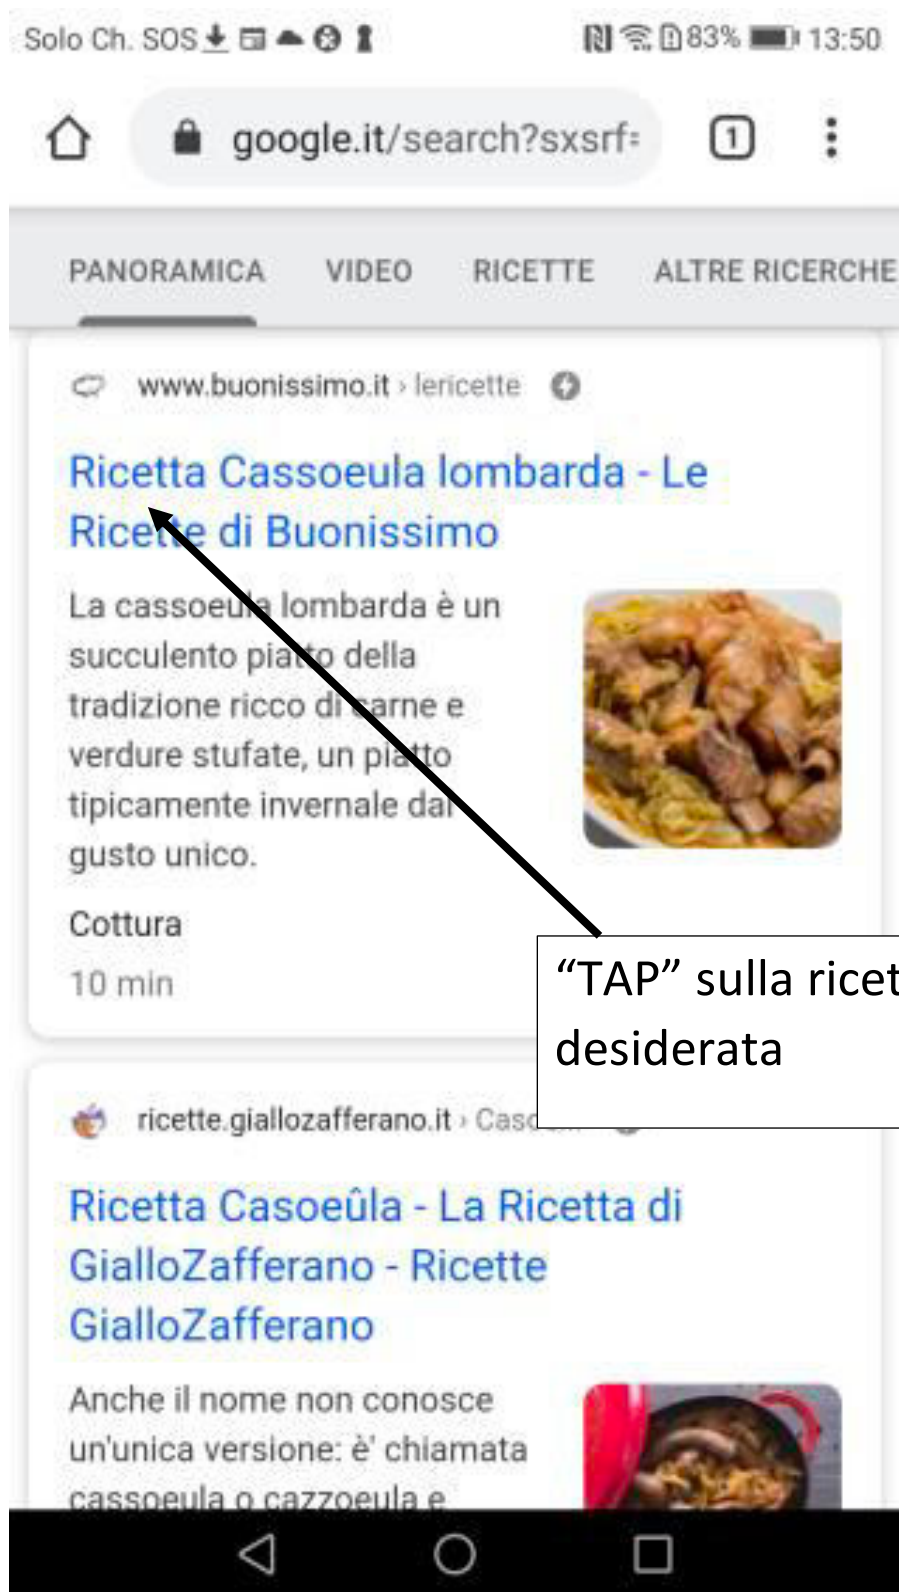 Solo Ch. SOS 83% 13:50
google.it/search?sxsrf=
1
PANORAMICA VIDEO RICETTE ALTRE RICERCHE
www.buonissimo.it › lericette
Ricetta Cassoeula lombarda - Le
Ricette di Buonissimo
La cassoeula lombarda è un
succulento piatto della
tradizione ricco di carne e
verdure stufate, un piatto
tipicamente invernale dal
gusto unico.
Cottura
10 min
“TAP” sulla ricet
desiderata
ricette.giallozafferano.it ›
Ricetta Casoeûla - La Ricetta di
GialloZafferano - Ricette
GialloZafferano
Anche il nome non conosce
un'unica versione: è' chiamata
cassoeula o cazzoeula e